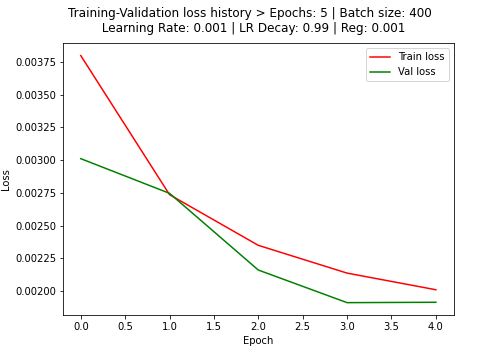 Training-Validation loss history > Epochs: 5 | Batch size: 400
Learning Rate: 0.001 | LR Decay: 0.99 | Reg: 0.001
Train loss
Val loss
0.00375
0.00350
0.00325
0.00300
0.00275
0.00250
0.00225
0.00200
Loss
0.0 0.5 1.0 1.5 2.0 2.5 3.0 3.5 4.0
Epoch